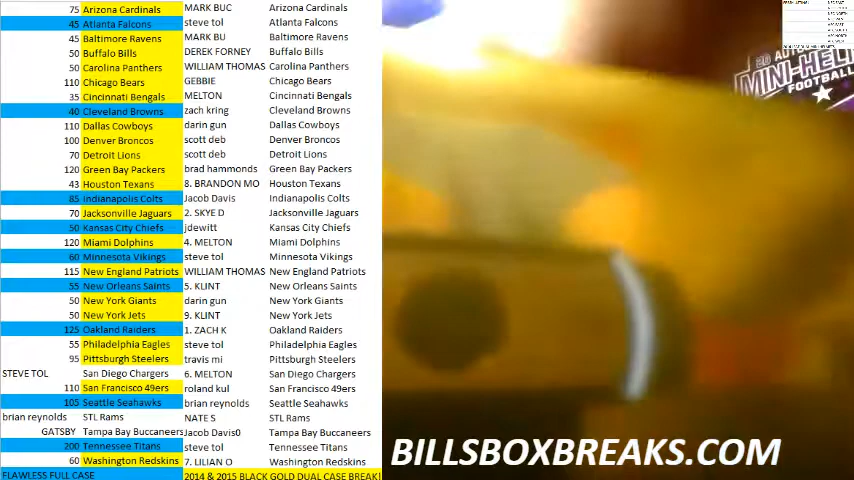 75 Arizona Cardinals MARK BUC Arizona Cardinals
45 Atlanta Falcons steve tol Atlanta Falcons
45 Baltimore Ravens MARK BU Baltimore Ravens
50 Buffalo Bills DEREK FORNEY Buffalo Bills
50 Carolina Panthers WILLIAM THOMAS Carolina Panthers
110 Chicago Bears GEBBIE Chicago Bears
35 Cincinnati Bengals MELTON Cincinnati Bengals
40 Cleveland Browns zach kring Cleveland Browns
110 Dallas Cowboys darin gun Dallas Cowboys
100 Denver Broncos scott deb Denver Broncos
70 Detroit Lions scott deb Detroit Lions
120 Green Bay Packers brad hammonds Green Bay Packers
43 Houston Texans 8. BRANDON MO Houston Texans
85 Indianapolis Colts Jacob Davis Indianapolis Colts
70 Jacksonville Jaguars 2. SKYE D Jacksonville Jaguars
50 Kansas City Chiefs jdewitt Kansas City Chiefs
120 Miami Dolphins 4. MELTON Miami Dolphins
60 Minnesota Vikings steve tol Minnesota Vikings
115 New England Patriots WILLIAM THOMAS New England Patriots
55 New Orleans Saints 5. KLINT New Orleans Saints
50 New York Giants darin gun New York Giants
50 New York Jets 9. KLINT New York Jets
125 Oakland Raiders 1. ZACH K Oakland Raiders
55 Philadelphia Eagles steve tol Philadelphia Eagles
95 Pittsburg Steelers travis mi Pittsburg Steelers
STEVE TOL San Diego Chargers 6. MELTON San Diego Chargers
110 San Francisco 49ers roland kul San Francisco 49ers
105 Seattle Seahawks brian reynolds Seattle Seahawks
brian reynolds STL Rams NATE S STL Rams
GATSBY Tampa Bay Buccaneers Jacob Davis0 Tampa Bay Buccaneers
200 Tennessee Titans steve tol Tennessee Titans
60 Washington Redskins 7. LILIAN O Washington Redskins
FLAWLESS FULL CASE 2014 & 2015 BLACK GOLD DUAL CASE BREAK!
MINI-HEL
FOOTBALL
BILLSBOXBREAKS.COM